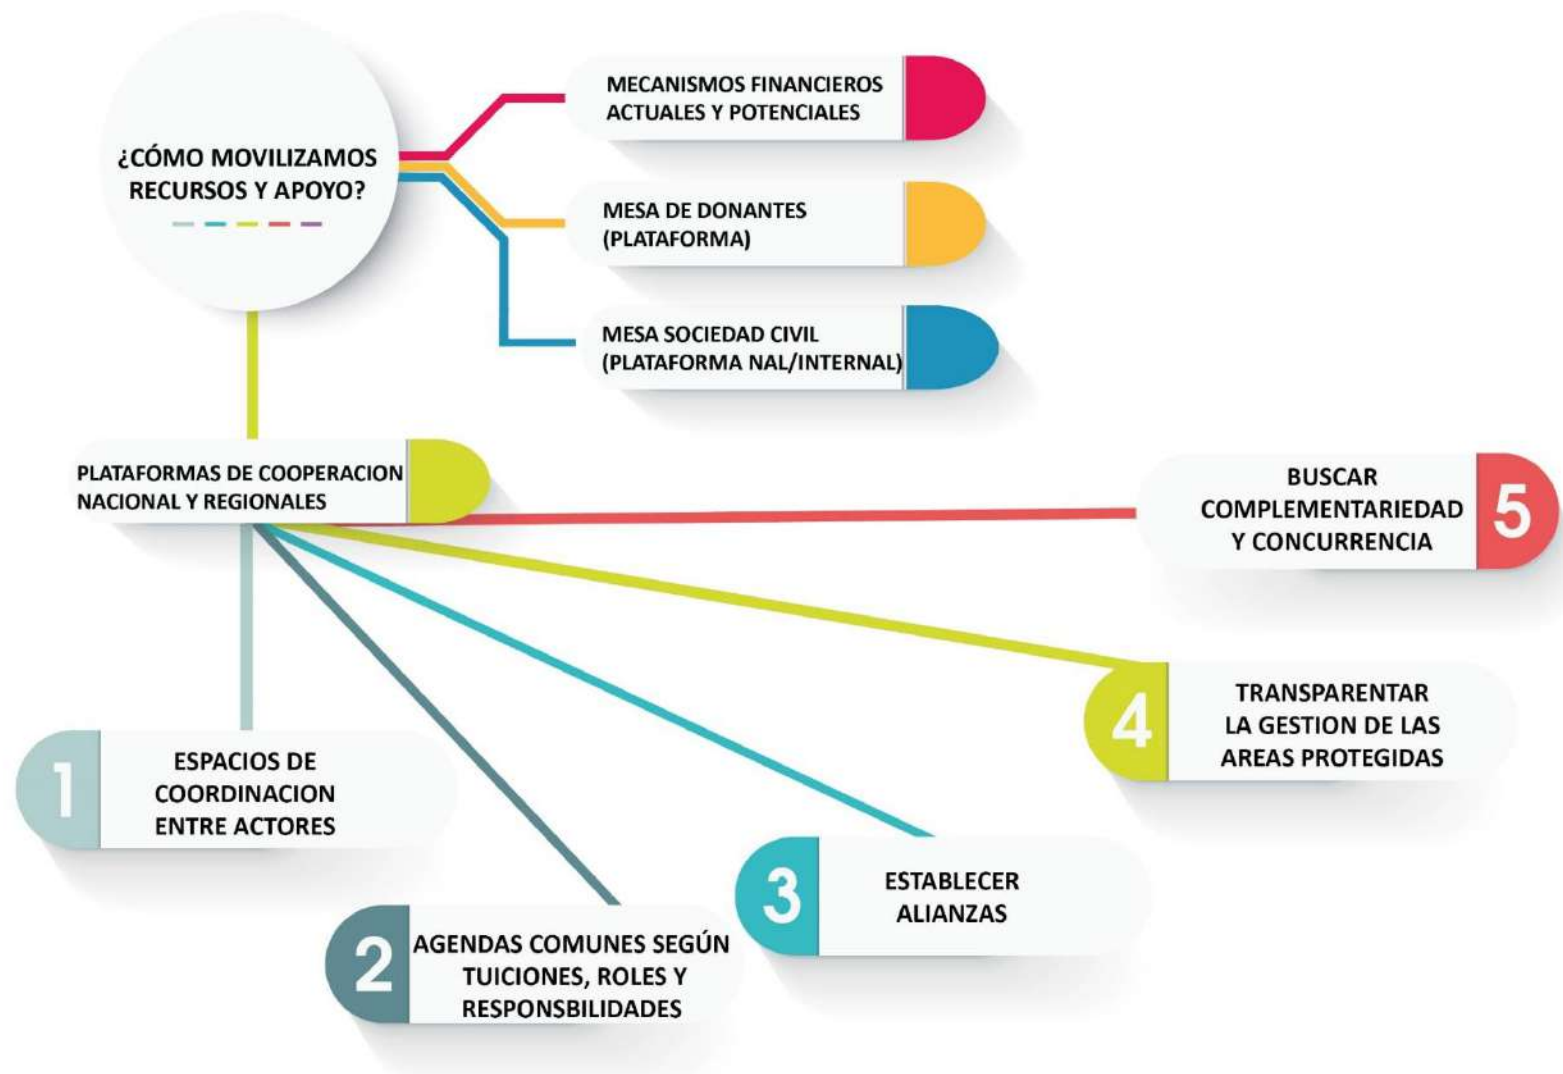 ¿CÓMO MOVILIZAMOS
RECURSOS Y APOYO?
MECANISMOS FINANCIEROS
ACTUALES Y POTENCIALES
MESA DE DONANTES
(PLATAFORMA)
MESA SOCIEDAD CIVIL
(PLATAFORMA NAL/INTERNAL)
PLATAFORMAS DE COOPERACION
NACIONAL Y REGIONALES
1
ESPACIOS DE
COORDINACION
ENTRE ACTORES
2
AGENDAS COMUNES SEGÚN
TUICIONES, ROLES Y
RESPONSBILIDADES
3
ESTABLECER
ALIANZAS
4
TRANSPARENTAR
LA GESTION DE LAS
AREAS PROTEGIDAS
BUSCAR
COMPLEMENTARIEDAD
Y CONCURRENCIA
5